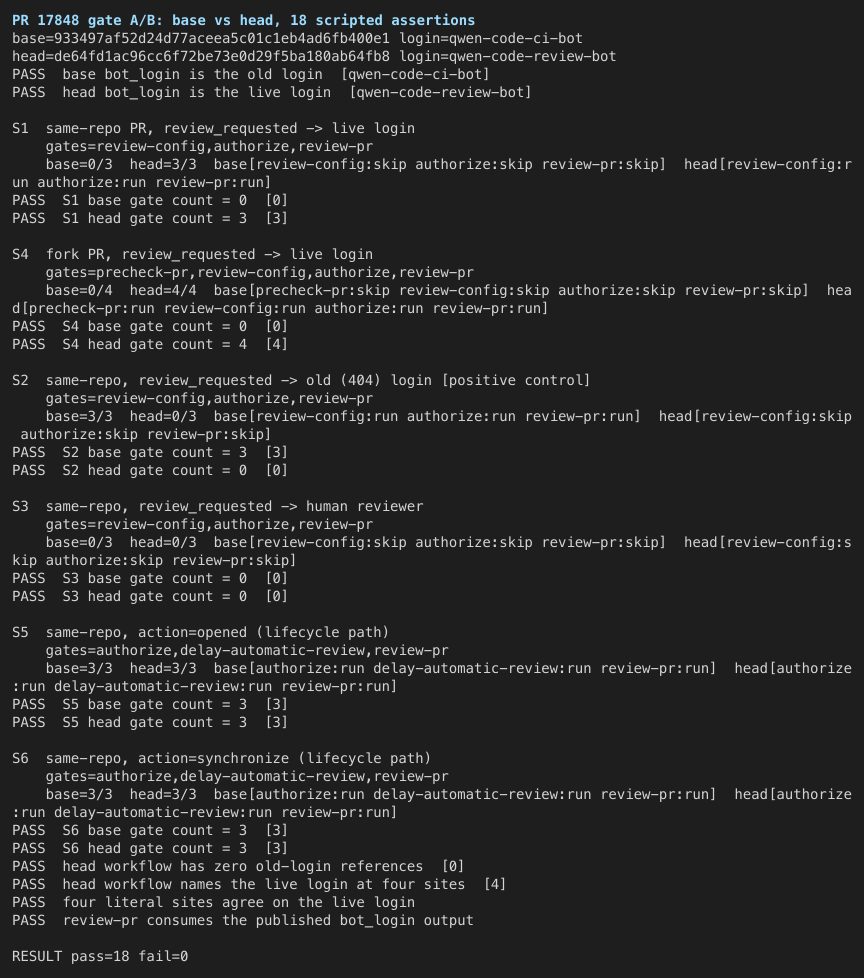 PR 17848 gate A/B: base vs head, 18 scripted assertions
base=933497af52d24d77aceea5c01c1eb4ad6fb400e1 login=qwen-code-ci-bot
head=de64fd1ac96cc6f72be73e0d29f5ba180ab64fb8 login=qwen-code-review-bot
PASS  base bot_login is the old login  [qwen-code-ci-bot]
PASS  head bot_login is the live login  [qwen-code-review-bot]

S1  same-repo PR, review_requested -> live login
    gates=review-config,authorize,review-pr
    base=0/3  head=3/3  base[review-config:skip authorize:skip review-pr:skip]  head[review-config:r
un authorize:run review-pr:run]
PASS  S1 base gate count = 0  [0]
PASS  S1 head gate count = 3  [3]

S4  fork PR, review_requested -> live login
    gates=precheck-pr,review-config,authorize,review-pr
    base=0/4  head=4/4  base[precheck-pr:skip review-config:skip authorize:skip review-pr:skip]  hea
d[precheck-pr:run review-config:run authorize:run review-pr:run]
PASS  S4 base gate count = 0  [0]
PASS  S4 head gate count = 4  [4]

S2  same-repo, review_requested -> old (404) login [positive control]
    gates=review-config,authorize,review-pr
    base=3/3  head=0/3  base[review-config:run authorize:run review-pr:run]  head[review-config:skip
 authorize:skip review-pr:skip]
PASS  S2 base gate count = 3  [3]
PASS  S2 head gate count = 0  [0]

S3  same-repo, review_requested -> human reviewer
    gates=review-config,authorize,review-pr
    base=0/3  head=0/3  base[review-config:skip authorize:skip review-pr:skip]  head[review-config:s
kip authorize:skip review-pr:skip]
PASS  S3 base gate count = 0  [0]
PASS  S3 head gate count = 0  [0]

S5  same-repo, action=opened (lifecycle path)
    gates=authorize,delay-automatic-review,review-pr
    base=3/3  head=3/3  base[authorize:run delay-automatic-review:run review-pr:run]  head[authorize
:run delay-automatic-review:run review-pr:run]
PASS  S5 base gate count = 3  [3]
PASS  S5 head gate count = 3  [3]

S6  same-repo, action=synchronize (lifecycle path)
    gates=authorize,delay-automatic-review,review-pr
    base=3/3  head=3/3  base[authorize:run delay-automatic-review:run review-pr:run]  head[authorize
:run delay-automatic-review:run review-pr:run]
PASS  S6 base gate count = 3  [3]
PASS  S6 head gate count = 3  [3]
PASS  head workflow has zero old-login references  [0]
PASS  head workflow names the live login at four sites  [4]
PASS  four literal sites agree on the live login
PASS  review-pr consumes the published bot_login output

RESULT pass=18 fail=0